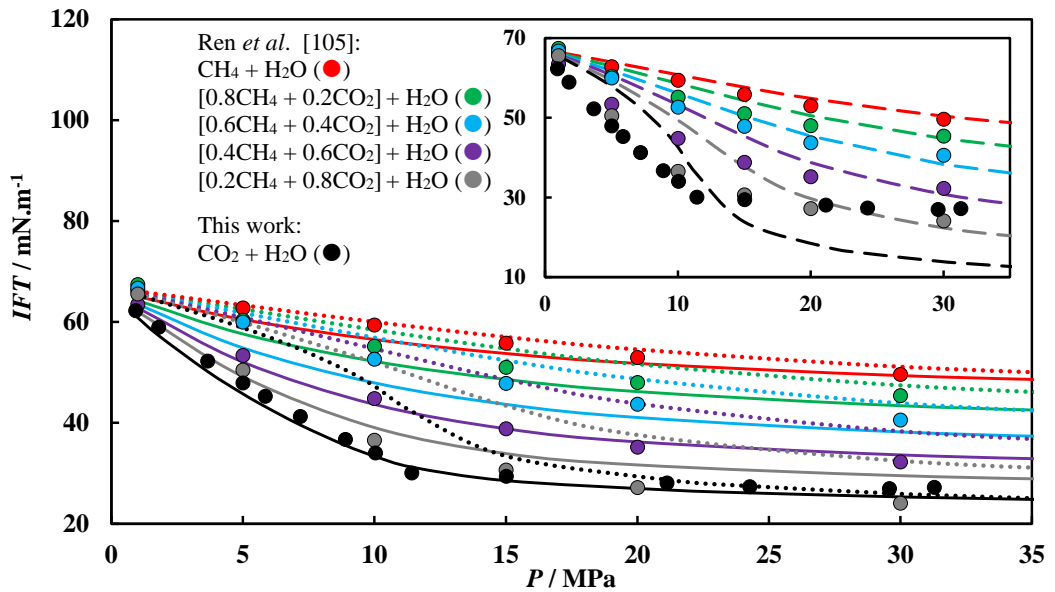 Ren et al. [105]:
CH₄ + H₂O (●)
[0.8CH₄ + 0.2CO₂] + H₂O (●)
[0.6CH₄ + 0.4CO₂] + H₂O (●)
[0.4CH₄ + 0.6CO₂] + H₂O (●)
[0.2CH₄ + 0.8CO₂] + H₂O (●)
This work:
CO₂ + H₂O (●)
IFT / mN.m⁻¹
120
100
80
60
40
20
0
5
10
15
20
25
30
35
P / MPa
70
50
30
10
0
10
20
30